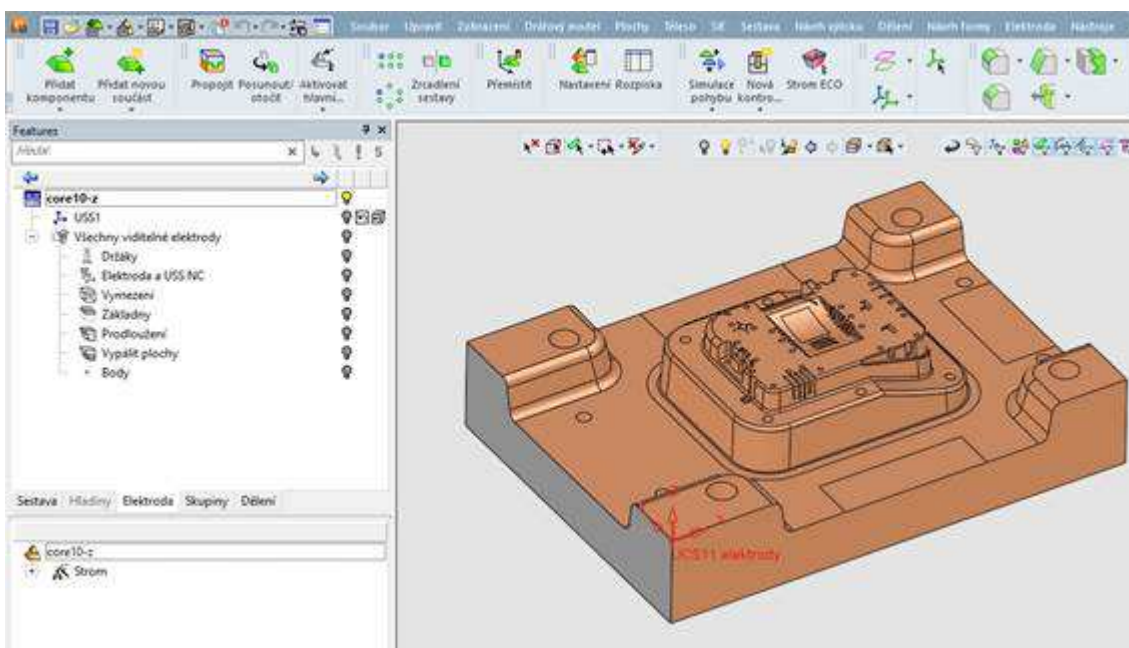 Soubor Upravit Zobrazení Drátový model Plochy Těleso Síť Sestava Návrh výlisku Dělení Návrh formy Elektroda Nástroje
Přidat komponentu
Přidat novou součást
Propojit
Posunout/ otočit
Aktivovat hlavní...
Zrcadlení sestavy
Přemístit
Nastavení
Rozpiska
Simulace pohybu
Nová kontro...
Strom ECO
Features
core10-z
USS1
Všechny viditelné elektrody
Držáky
Elektroda a USS NC
Vymezení
Základny
Prodloužení
Vypálit plochy
Body
Sestava Hladiny Elektroda Skupiny Dělení
core10-z
Strom
elektrody